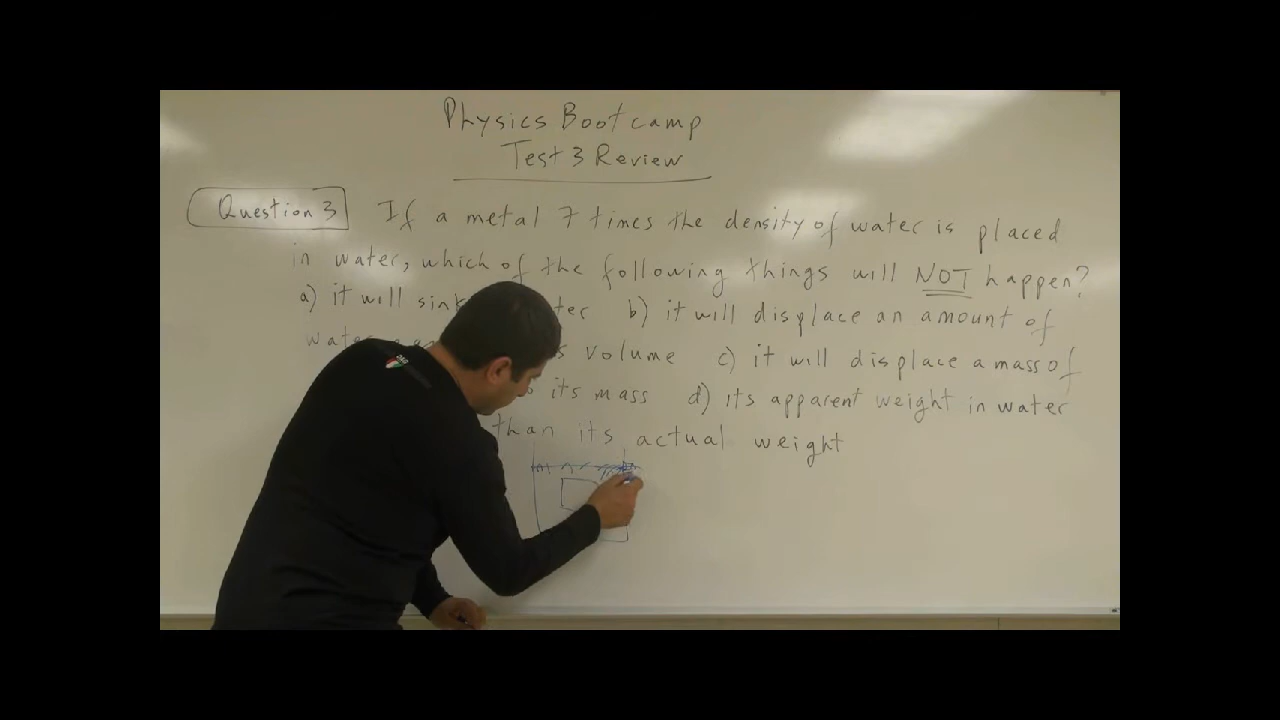 Physics Bootcamp
Test 3 Review
Question 3 If a metal 7 times the density of water is placed
in water, which of the following things will NOT happen?
a) it will sink b) it will displace an amount of
volume c) it will displace a mass of
its mass d) its apparent weight in water
than its actual weight